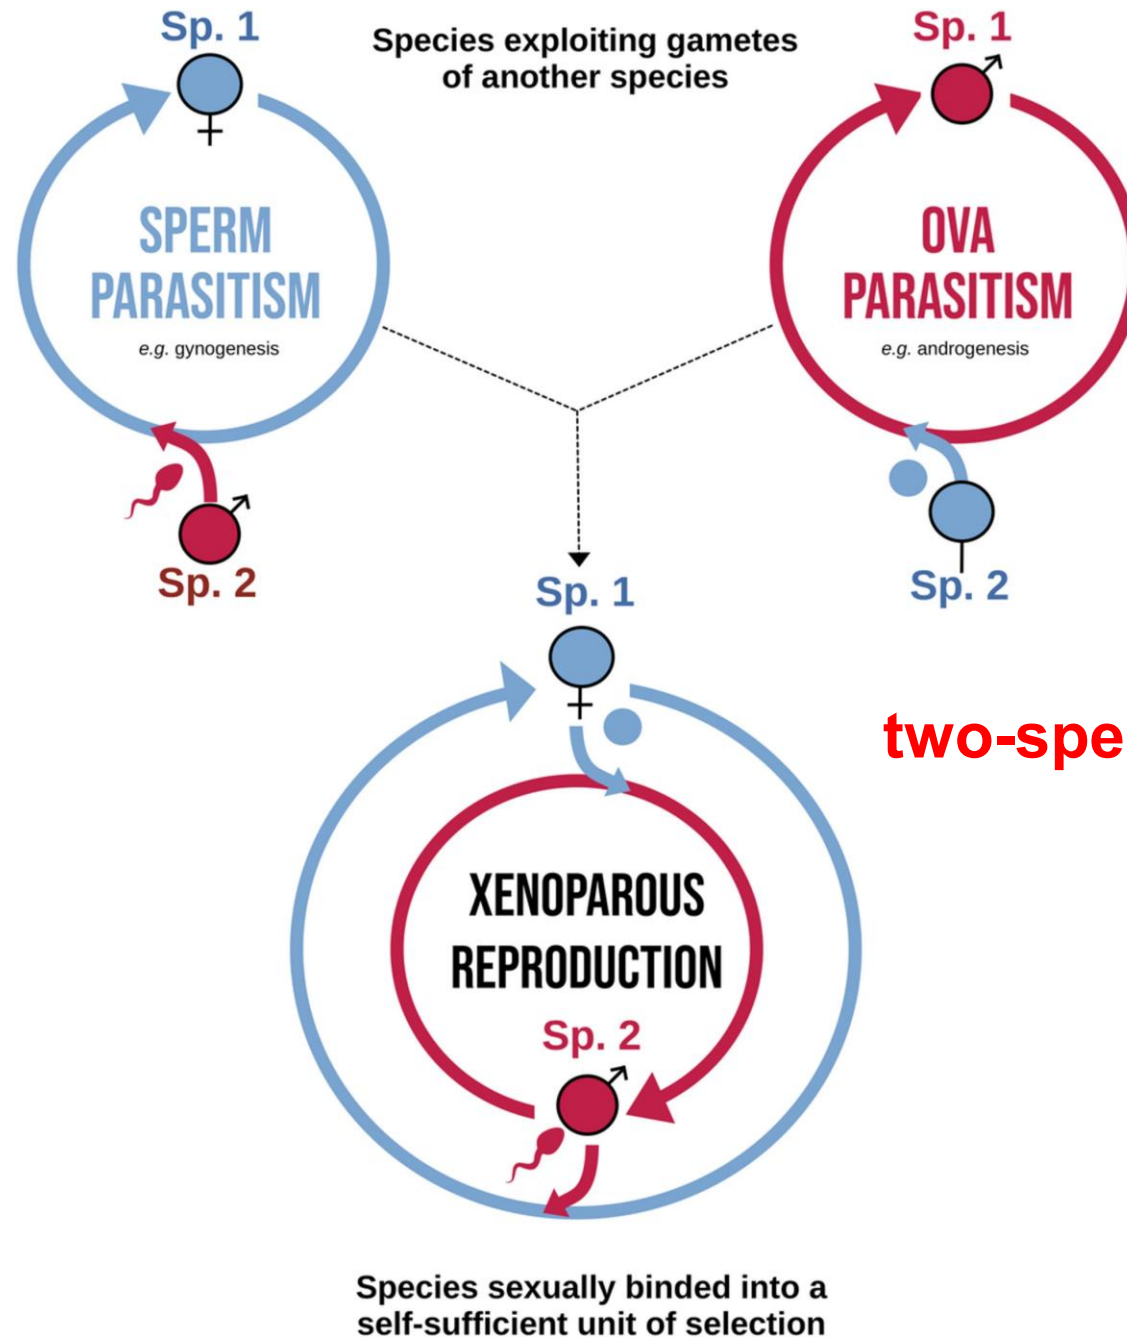 Sp. 1
Species exploiting gametes
of another species
Sp. 1
SPERM
PARASITISM
e.g. gynogenesis
OVA
PARASITISM
e.g. androgenesis
Sp. 2
Sp. 2
Sp. 1
two-spe
XENOPAROUS
REPRODUCTION
Sp. 2
Species sexually binded into a
self-sufficient unit of selection